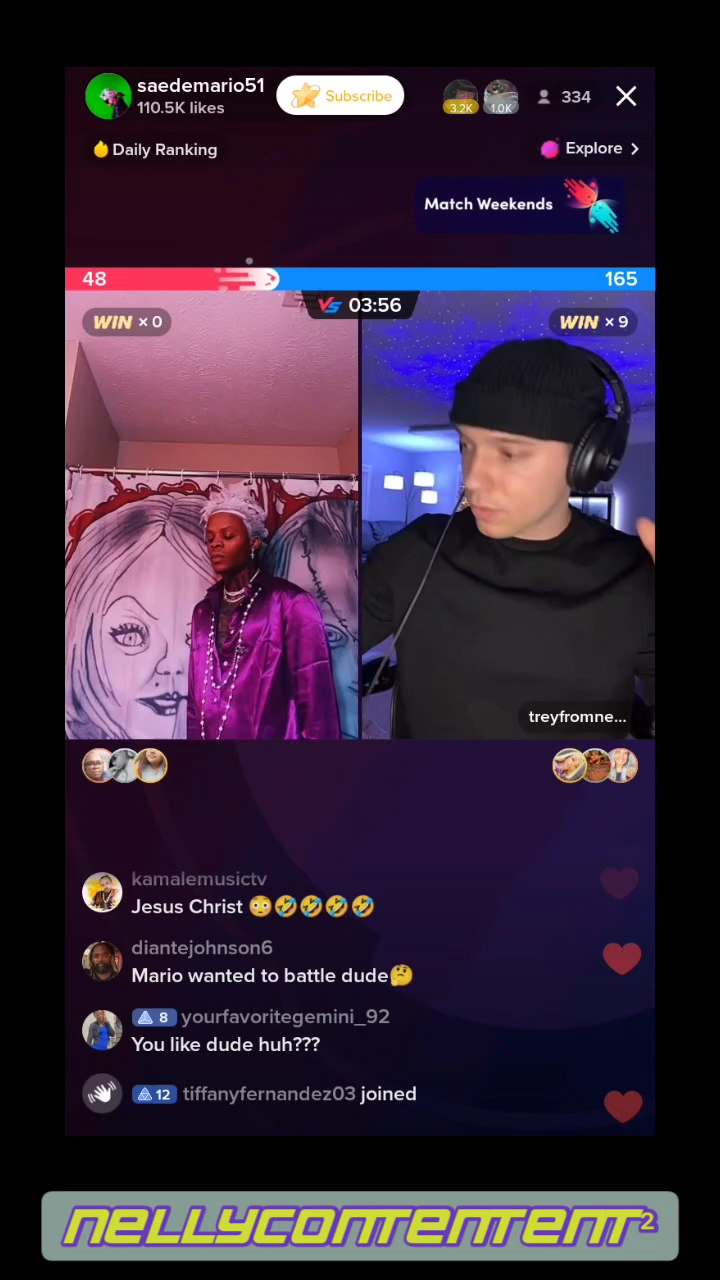 saedemario51
110.5K likes
Subscribe
3.2K
1.0K
334
Daily Ranking
Explore
Match Weekends
48
165
VS 03:56
WIN × 0
WIN × 9
treyfromne...
kamalemusictv
Jesus Christ 😳🤣🤣🤣🤣
diantejohnson6
Mario wanted to battle dude🤔
8 yourfavoritegemini_92
You like dude huh???
12 tiffanyfernandez03 joined
NELLYCONTENTENT²